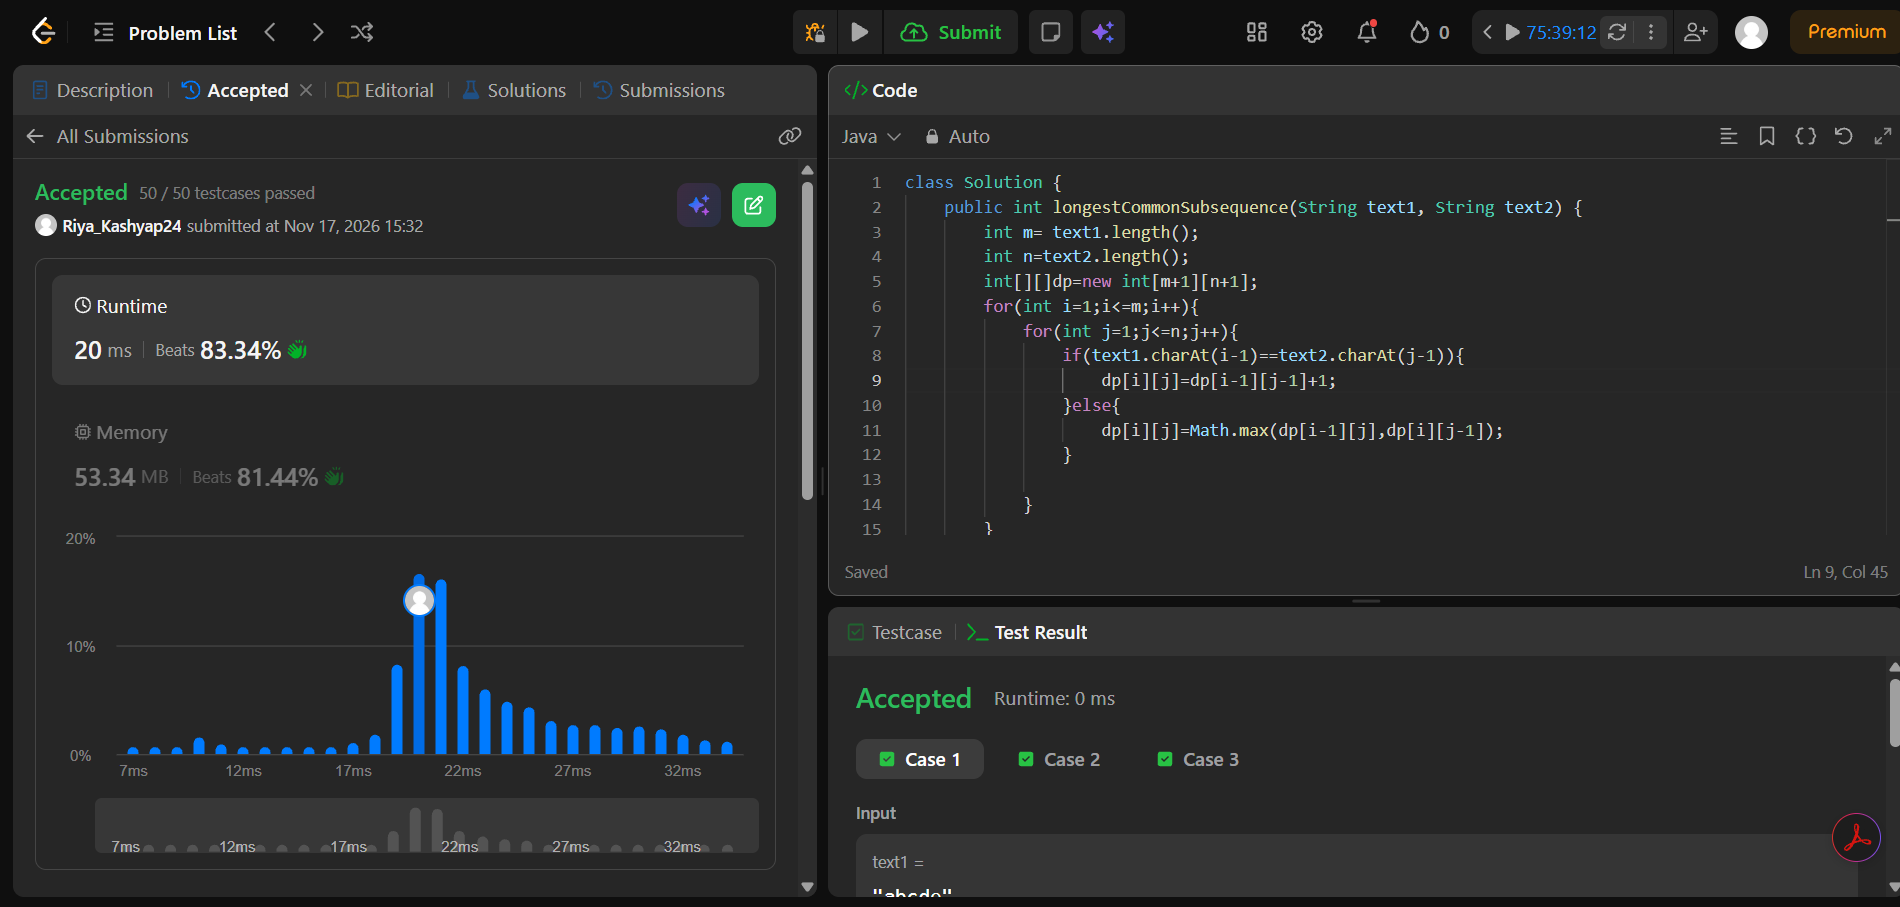 Problem List
Submit
0
75:39:12
Premium
Description
Accepted
Editorial
Solutions
Submissions
All Submissions
Accepted 50 / 50 testcases passed
Riya_Kashyap24 submitted at Nov 17, 2026 15:32
Runtime
20 ms Beats 83.34%
Memory
53.34 MB Beats 81.44%
20%
10%
0%
7ms 12ms 17ms 22ms 27ms 32ms
7ms 12ms 17ms 22ms 27ms 32ms
</> Code
Java Auto
1 class Solution {
2 public int longestCommonSubsequence(String text1, String text2) {
3 int m= text1.length();
4 int n=text2.length();
5 int[][]dp=new int[m+1][n+1];
6 for(int i=1;i<=m;i++){
7 for(int j=1;j<=n;j++){
8 if(text1.charAt(i-1)==text2.charAt(j-1)){
9 dp[i][j]=dp[i-1][j-1]+1;
10 }else{
11 dp[i][j]=Math.max(dp[i-1][j],dp[i][j-1]);
12 }
13
14 }
15 }
Saved Ln 9, Col 45
Testcase
Test Result
Accepted Runtime: 0 ms
Case 1 Case 2 Case 3
Input
text1 =
"abcde"